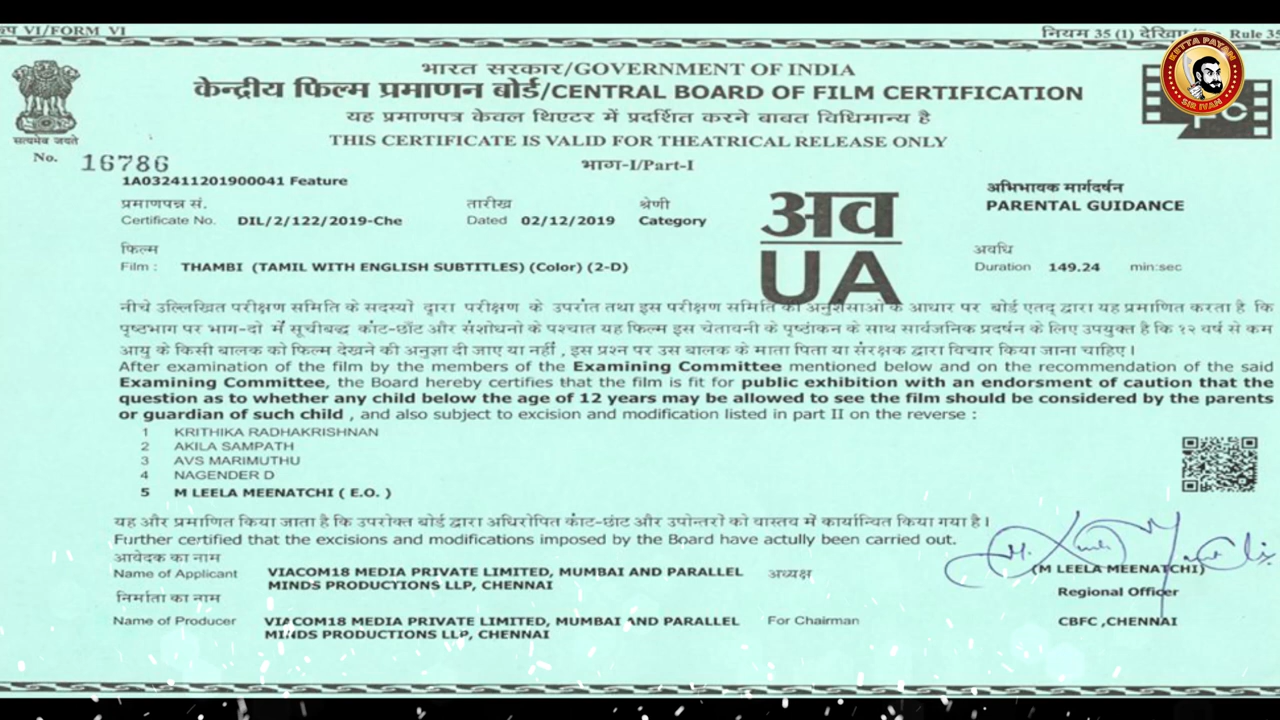 रूप VI/FORM VI
नियम 35 (1) Rule 35
KETTA PAYAN
SIR IVAN
भारत सरकार/GOVERNMENT OF INDIA
केन्द्रीय फिल्म प्रमाणन बोर्ड/CENTRAL BOARD OF FILM CERTIFICATION
यह प्रमाणपत्र केवल थिएटर में प्रदर्शित करने बाबत विधिमान्य है
सत्यमेव जयते
THIS CERTIFICATE IS VALID FOR THEATRICAL RELEASE ONLY
No. 16786
भाग-I/Part-I
1A032411201900041 Feature
अभिभावक मार्गदर्षन
प्रमाणपत्र सं. तारीख श्रेणी
अव
PARENTAL GUIDANCE
Certificate No. DIL/2/122/2019-Che Dated 02/12/2019 Category
फिल्म
अवधि
UA
Film : THAMBI (TAMIL WITH ENGLISH SUBTITLES) (Color) (2-D)
Duration 149.24 min:sec
नीचे उल्लिखित परीक्षण समिति के सदस्यों द्वारा परीक्षण के उपरांत तथा इस परीक्षण समिति की अनुशंसाओं के आधार पर बोर्ड एतद् द्वारा यह प्रमाणित करता है कि
पृष्ठभाग पर भाग-दो में सूचीबद्ध कांट-छाँट और संशोधनो के पश्चात यह फिल्म इस चेतावनी के पृष्ठांकन के साथ सार्वजनिक प्रदर्षन के लिए उपयुक्त है कि १२ वर्ष से कम
आयु के किसी बालक को फिल्म देखने की अनुज्ञा दी जाए या नहीं , इस प्रश्न पर उस बालक के माता पिता या संरक्षक द्वारा विचार किया जाना चाहिए।
After examination of the film by the members of the Examining Committee mentioned below and on the recommendation of the said
Examining Committee, the Board hereby certifies that the film is fit for public exhibition with an endorsment of caution that the
question as to whether any child below the age of 12 years may be allowed to see the film should be considered by the parents
or guardian of such child , and also subject to excision and modification listed in part II on the reverse :
1 KRITHIKA RADHAKRISHNAN
2 AKILA SAMPATH
3 AVS MARIMUTHU
4 NAGENDER D
5 M LEELA MEENATCHI ( E.O. )
यह और प्रमाणित किया जाता है कि उपरोक्त बोर्ड द्वारा अधिरोपित कांट-छांट और उपोन्तरों को वास्तव में कार्यान्वित किया गया है।
Further certified that the excisions and modifications imposed by the Board have actully been carried out.
आवेदक का नाम
Name of Applicant VIACOM18 MEDIA PRIVATE LIMITED, MUMBAI AND PARALLEL
MINDS PRODUCTIONS LLP, CHENNAI
अध्यक्ष
(M LEELA MEENATCHI)
Regional Officer
निर्माता का नाम
Name of Producer VIACOM18 MEDIA PRIVATE LIMITED, MUMBAI AND PARALLEL
MINDS PRODUCTIONS LLP, CHENNAI
For Chairman
CBFC ,CHENNAI